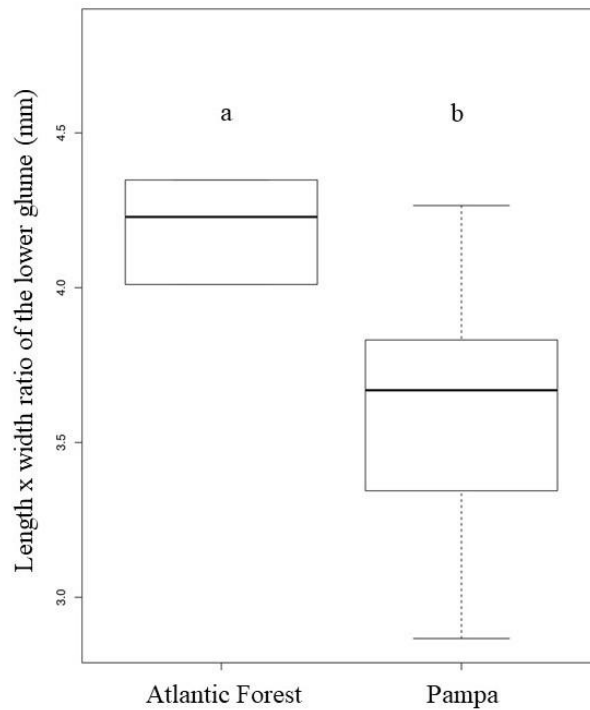 Length x width ratio of the lower glume (mm)
4.5
4.0
3.5
3.0
a
b
Atlantic Forest
Pampa